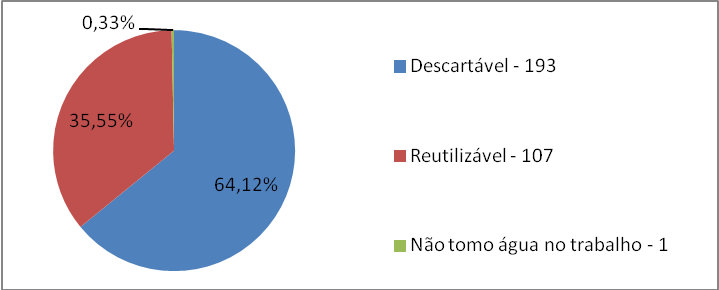 0,33%
35,55%
64,12%
Descartável - 193
Reutilizável - 107
Não tomo água no trabalho - 1